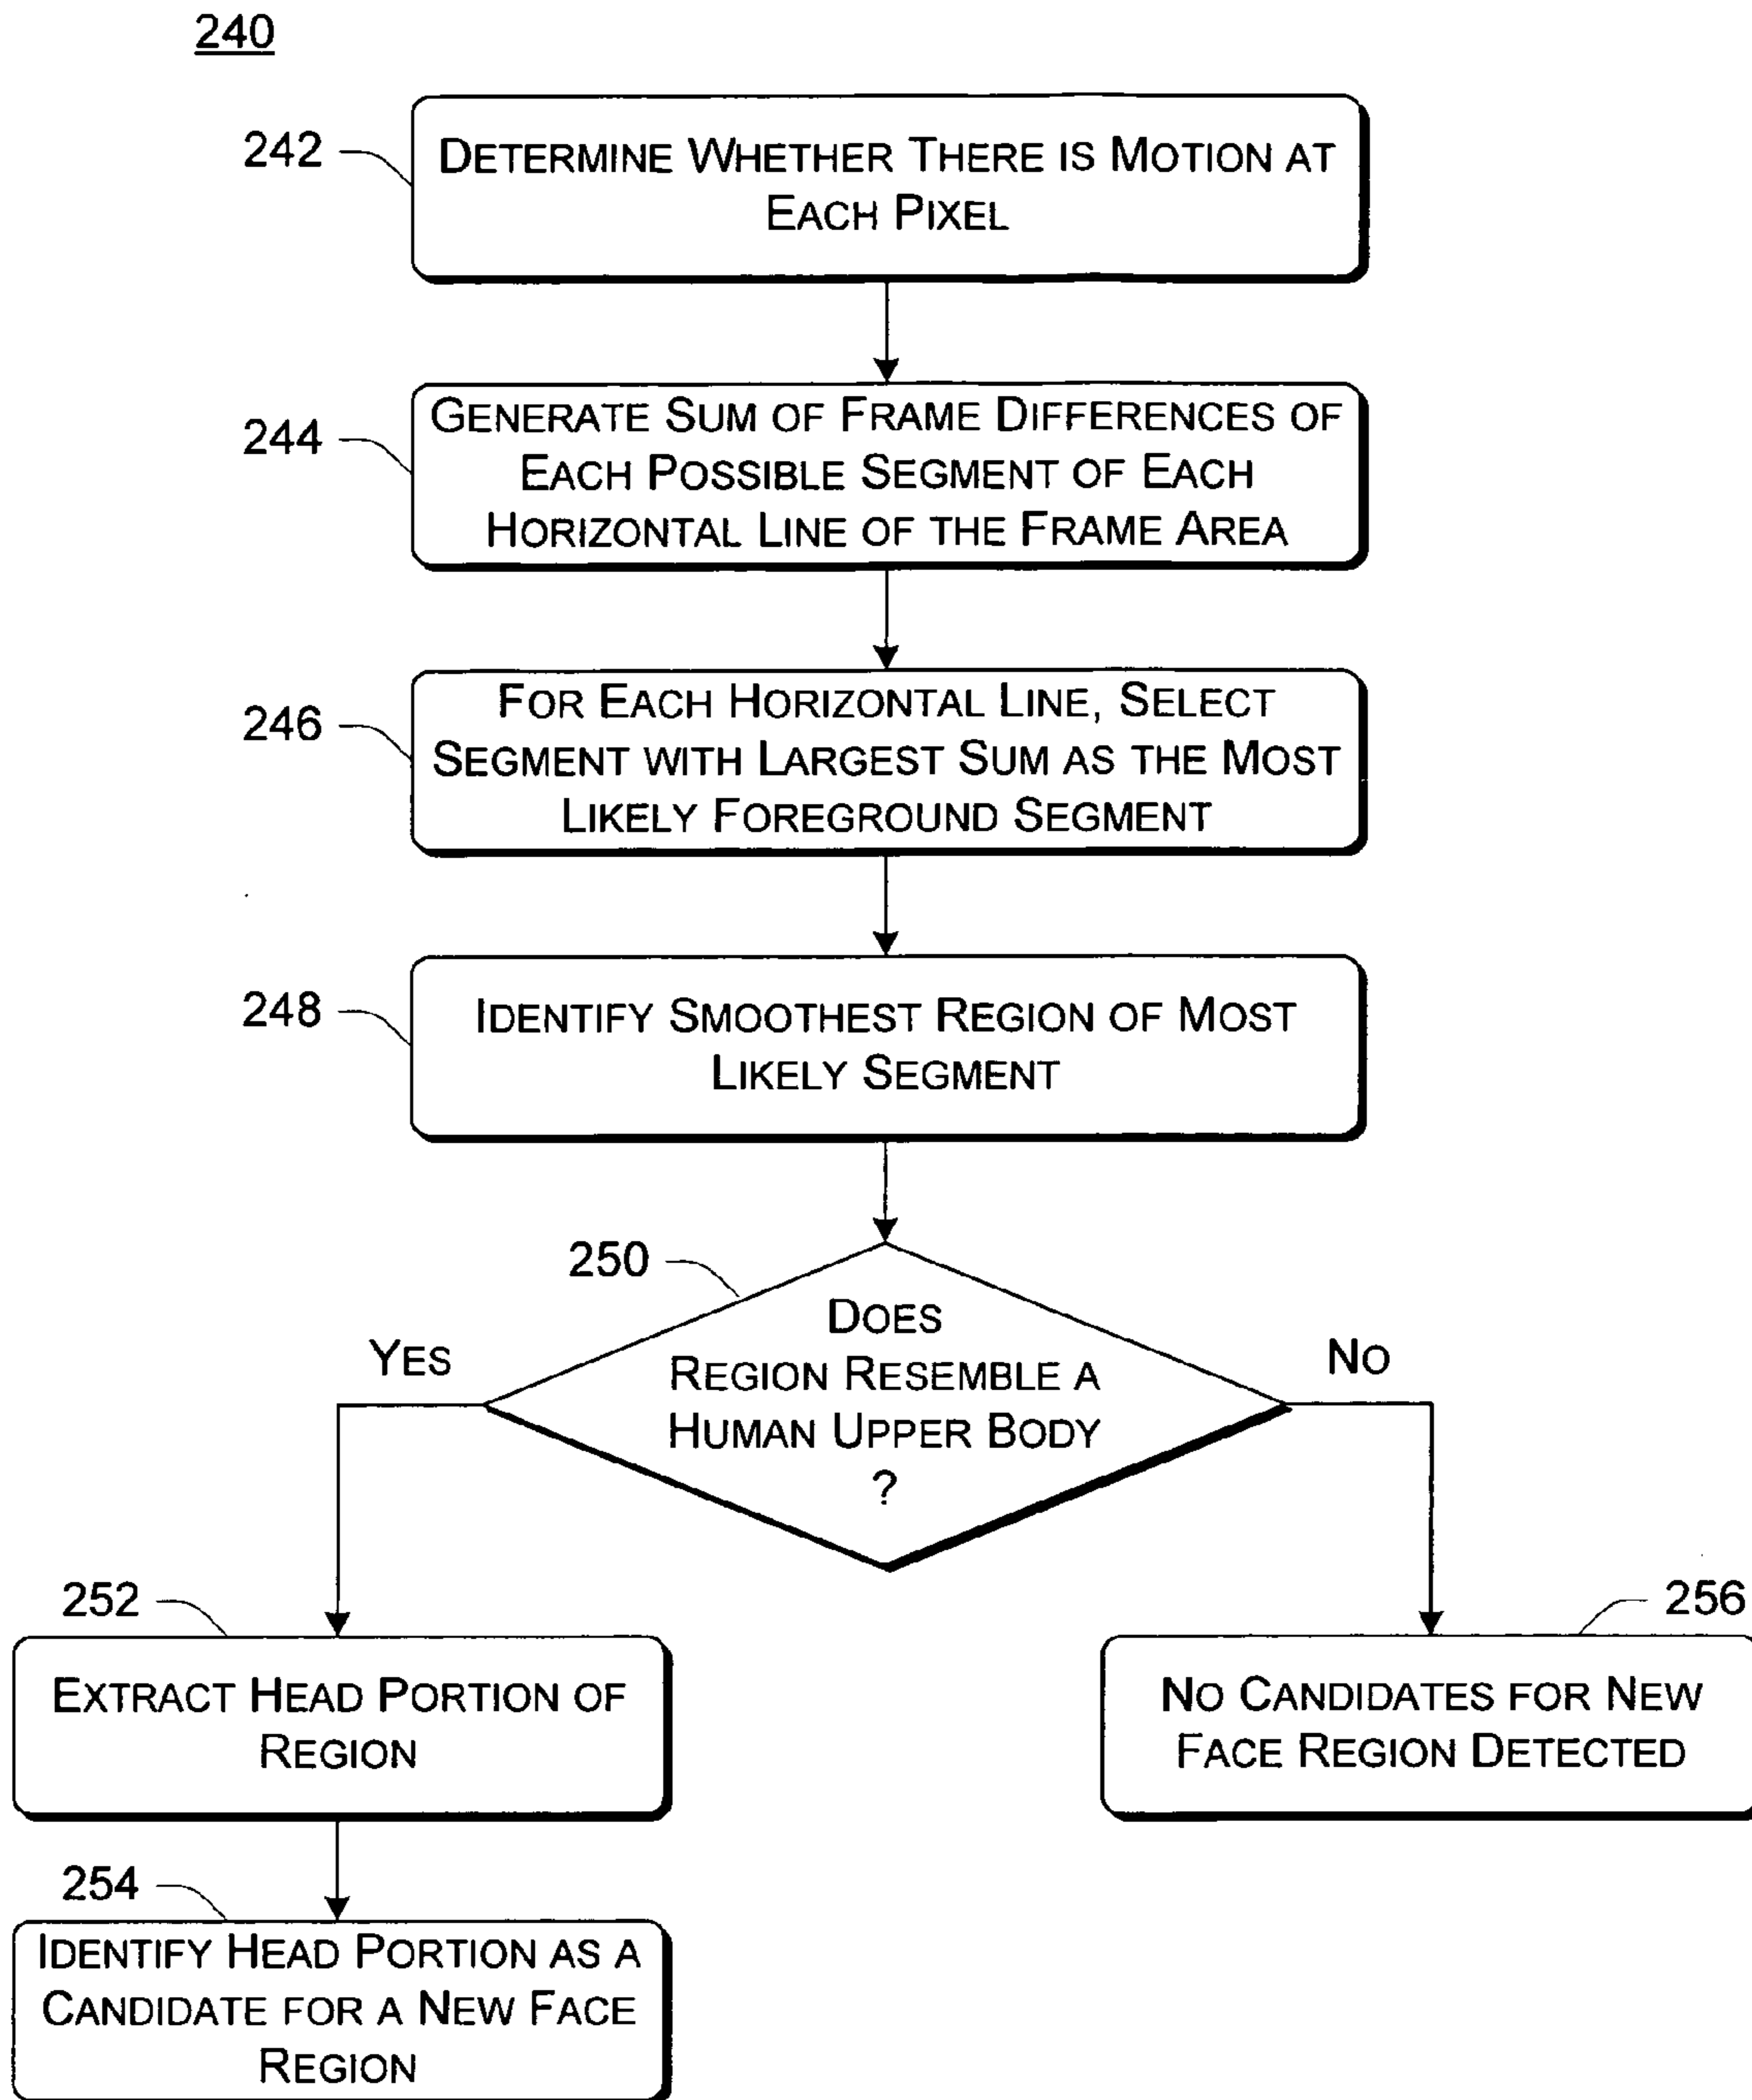 240
242
DETERMINE WHETHER THERE IS MOTION AT
EACH PIXEL
244
GENERATE SUM OF FRAME DIFFERENCES OF
EACH POSSIBLE SEGMENT OF EACH
HORIZONTAL LINE OF THE FRAME AREA
246
FOR EACH HORIZONTAL LINE, SELECT
SEGMENT WITH LARGEST SUM AS THE MOST
LIKELY FOREGROUND SEGMENT
248
IDENTIFY SMOOTHEST REGION OF MOST
LIKELY SEGMENT
250
DOES
REGION RESEMBLE A
HUMAN UPPER BODY
?
YES
NO
252
EXTRACT HEAD PORTION OF
REGION
254
IDENTIFY HEAD PORTION AS A
CANDIDATE FOR A NEW FACE
REGION
256
NO CANDIDATES FOR NEW
FACE REGION DETECTED